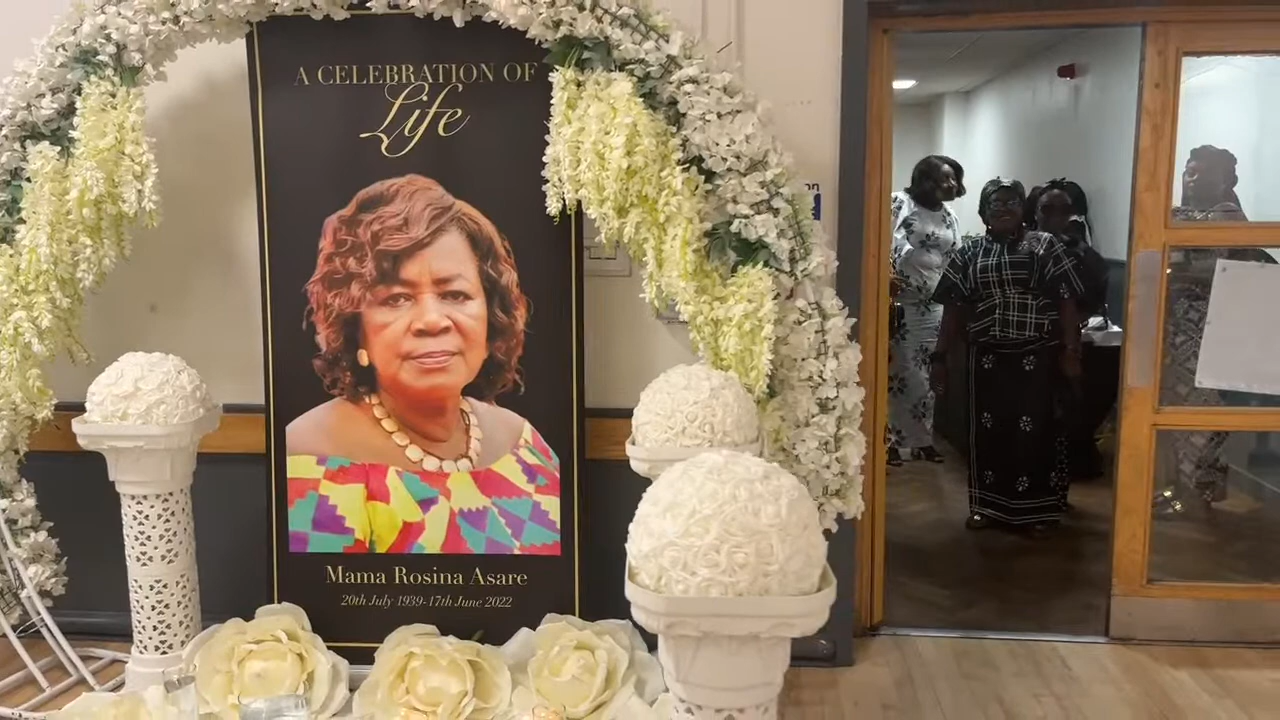 A CELEBRATION OF
Life
Mama Rosina Asare
20th July 1939-17th June 2022